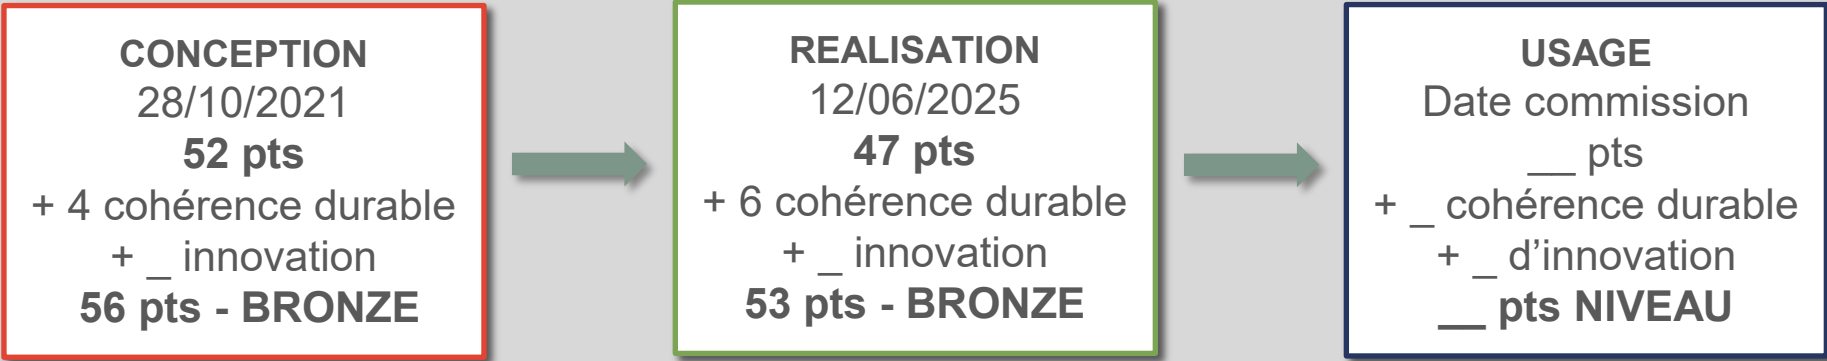 CONCEPTION
28/10/2021
52 pts
+ 4 cohérence durable
+ _ innovation
56 pts - BRONZE
REALISATION
12/06/2025
47 pts
+ 6 cohérence durable
+ _ innovation
53 pts - BRONZE
USAGE
Date commission
__ pts
+ _ cohérence durable
+ _ d’innovation
__ pts NIVEAU